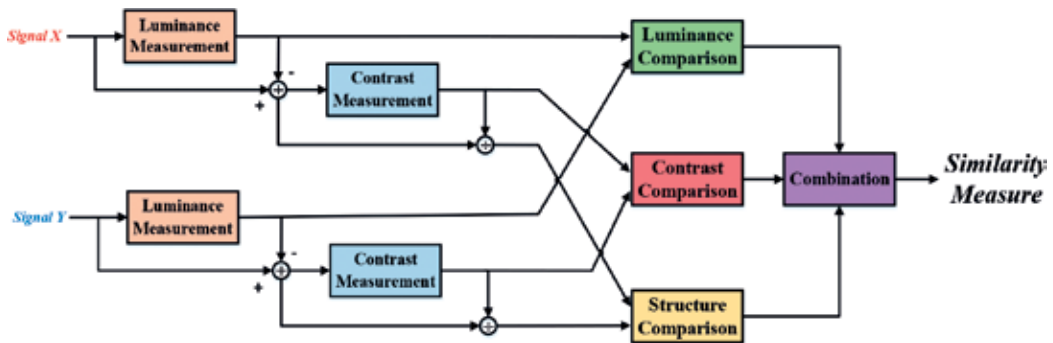 Signal X
Luminance
Measurement
-
+
Contrast
Measurement
Luminance
Comparison
Contrast
Comparison
Combination
Similarity
Measure
Signal Y
Luminance
Measurement
-
+
Contrast
Measurement
Structure
Comparison